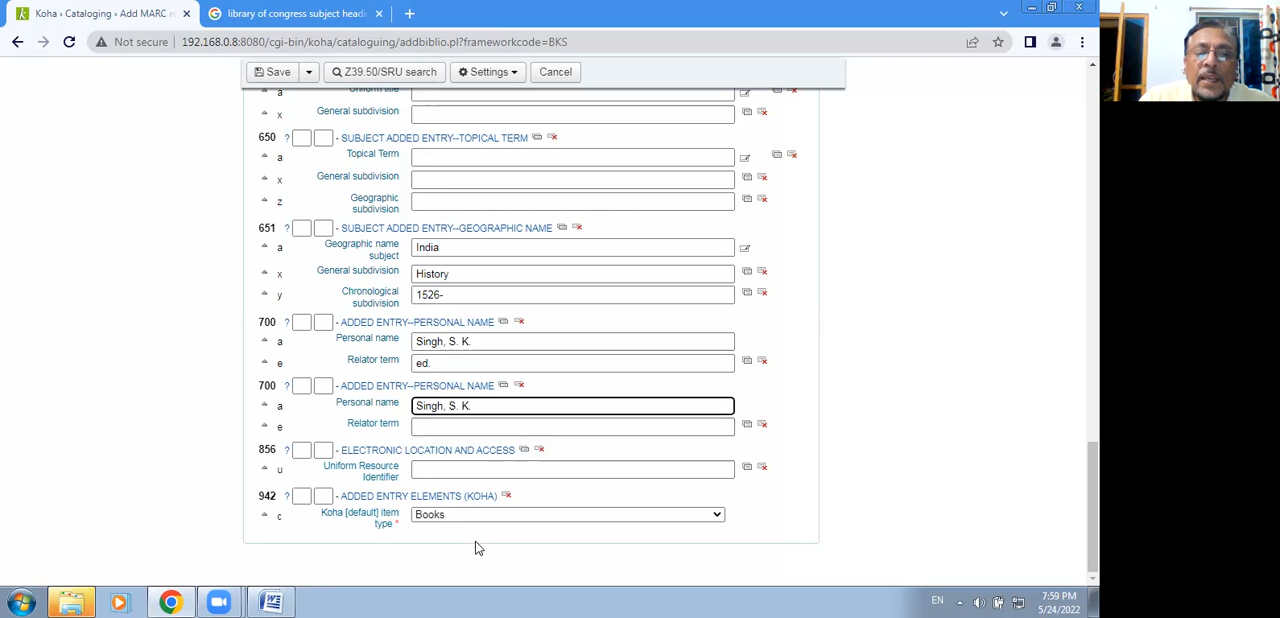 Koha › Cataloging › Add MARC re
library of congress subject headi
Not secure 192.168.0.8:8080/cgi-bin/koha/cataloguing/addbiblio.pl?frameworkcode=BKS
Save Z39.50/SRU search Settings Cancel
a Uniform title
x General subdivision
650 ? - SUBJECT ADDED ENTRY--TOPICAL TERM
a Topical Term
x General subdivision
z Geographic
subdivision
651 ? - SUBJECT ADDED ENTRY--GEOGRAPHIC NAME
a Geographic name India
subject
x General subdivision History
y Chronological 1526-
subdivision
700 ? - ADDED ENTRY--PERSONAL NAME
a Personal name Singh, S. K.
e Relator term ed.
700 ? - ADDED ENTRY--PERSONAL NAME
a Personal name Singh, S. K.
e Relator term
856 ? - ELECTRONIC LOCATION AND ACCESS
u Uniform Resource
Identifier
942 ? - ADDED ENTRY ELEMENTS (KOHA)
c Koha [default] item Books
type *
EN 7:59 PM
5/24/2022